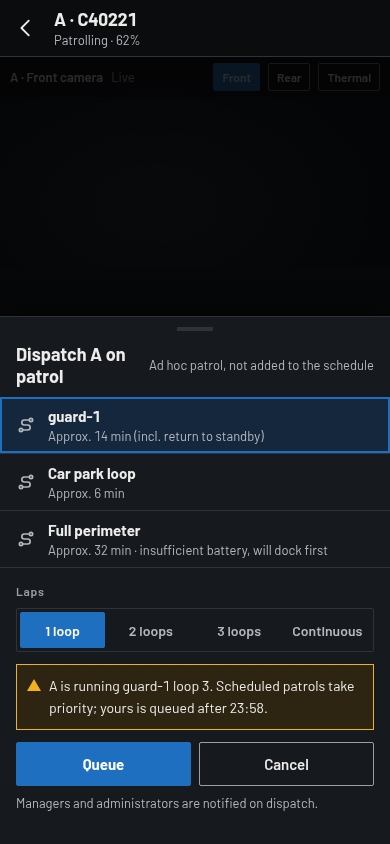 A · C40221
Patrolling · 62%
A · Front camera Live
Front
Rear
Thermal
Dispatch A on
patrol
Ad hoc patrol, not added to the schedule
guard-1
Approx. 14 min (incl. return to standby)
Car park loop
Approx. 6 min
Full perimeter
Approx. 32 min · insufficient battery, will dock first
Laps
1 loop
2 loops
3 loops
Continuous
A is running guard-1 loop 3. Scheduled patrols take
priority; yours is queued after 23:58.
Queue
Cancel
Managers and administrators are notified on dispatch.